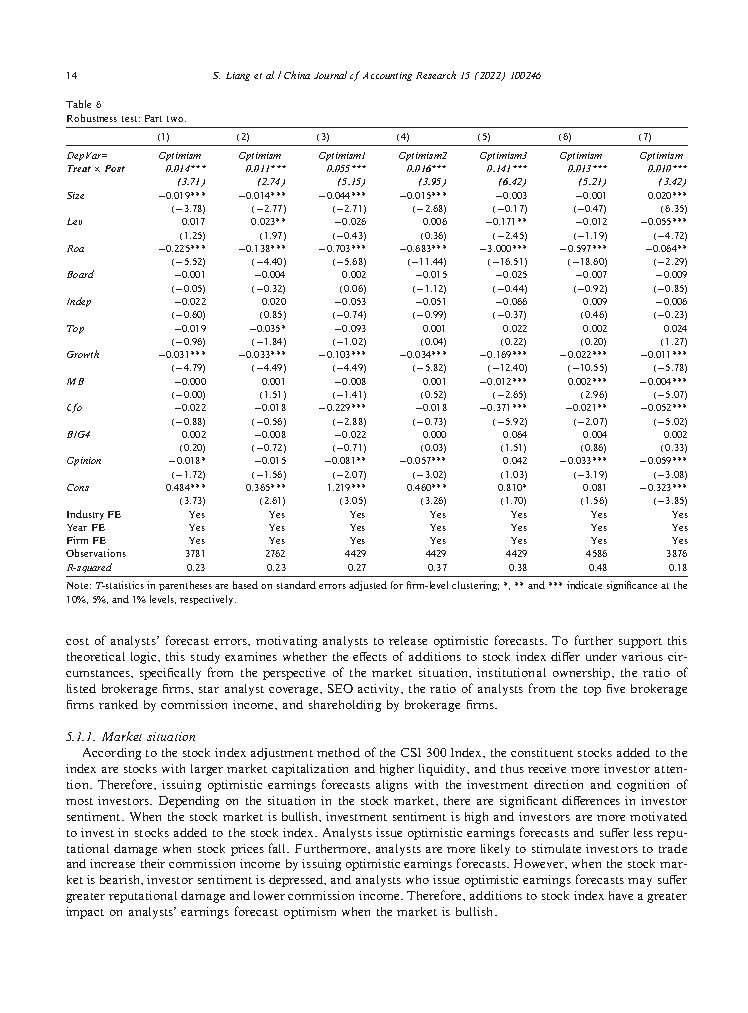 14
S. Liang et al. / China Journal of Accounting Research 15 (2022) 100246
Table 6
Robustness test: Part two.
(1) (2) (3) (4) (5) (6) (7)
DepVar= Optimism Optimism Optimism1 Optimism2 Optimism3 Optimism Optimism
Treat × Post 0.014*** 0.011*** 0.055*** 0.016*** 0.141*** 0.013*** 0.010***
(3.71) (2.74) (5.15) (3.95) (6.42) (5.21) (3.42)
Size −0.019*** −0.014*** −0.044*** −0.015*** −0.003 −0.001 0.020***
(−3.78) (−2.77) (−2.71) (−2.68) (−0.17) (−0.47) (6.35)
Lev 0.017 0.023** −0.026 0.006 −0.171** −0.012 −0.055***
(1.25) (1.97) (−0.43) (0.36) (−2.45) (−1.19) (−4.72)
Roa −0.225*** −0.138*** −0.703*** −0.683*** −3.000*** −0.597*** −0.064**
(−5.52) (−4.40) (−5.68) (−11.44) (−16.51) (−18.60) (−2.29)
Board −0.001 −0.004 0.002 −0.015 −0.025 −0.007 −0.009
(−0.05) (−0.32) (0.06) (−1.12) (−0.44) (−0.92) (−0.85)
Indep −0.022 0.020 −0.053 −0.051 −0.066 0.009 −0.006
(−0.60) (0.85) (−0.74) (−0.99) (−0.37) (0.46) (−0.23)
Top −0.019 −0.035* −0.093 0.001 0.022 0.002 0.024
(−0.96) (−1.84) (−1.02) (0.04) (0.22) (0.20) (1.27)
Growth −0.031*** −0.033*** −0.103*** −0.034*** −0.169*** −0.022*** −0.011***
(−4.79) (−4.49) (−4.49) (−5.82) (−12.40) (−10.55) (−5.78)
MB −0.000 0.001 −0.008 0.001 −0.012*** 0.002*** −0.004***
(−0.00) (1.51) (−1.41) (0.52) (−2.65) (2.96) (−5.07)
Cfo −0.022 −0.018 −0.229*** −0.018 −0.371*** −0.021** −0.052***
(−0.88) (−0.56) (−2.88) (−0.73) (−5.92) (−2.07) (−5.02)
BIG4 0.002 −0.008 −0.022 0.000 0.064 0.004 0.002
(0.20) (−0.72) (−0.71) (0.03) (1.51) (0.86) (0.33)
Opinion −0.018* −0.015 −0.081** −0.057*** 0.042 −0.033*** −0.059***
(−1.72) (−1.56) (−2.07) (−3.02) (1.03) (−3.19) (−3.08)
Cons 0.484*** 0.365*** 1.219*** 0.460*** 0.810* 0.081 −0.323***
(3.73) (2.61) (3.05) (3.26) (1.70) (1.56) (−3.85)
Industry FE Yes Yes Yes Yes Yes Yes Yes
Year FE Yes Yes Yes Yes Yes Yes Yes
Firm FE Yes Yes Yes Yes Yes Yes Yes
Observations 3781 2762 4429 4429 4429 4586 3876
R-squared 0.23 0.23 0.27 0.37 0.38 0.48 0.18
Note: T-statistics in parentheses are based on standard errors adjusted for firm-level clustering; *, ** and *** indicate significance at the
10%, 5%, and 1% levels, respectively.
cost of analysts' forecast errors, motivating analysts to release optimistic forecasts. To further support this
theoretical logic, this study examines whether the effects of additions to stock index differ under various cir-
cumstances, specifically from the perspective of the market situation, institutional ownership, the ratio of
listed brokerage firms, star analyst coverage, SEO activity, the ratio of analysts from the top five brokerage
firms ranked by commission income, and shareholding by brokerage firms.
5.1.1. Market situation
According to the stock index adjustment method of the CSI 300 Index, the constituent stocks added to the
index are stocks with larger market capitalization and higher liquidity, and thus receive more investor atten-
tion. Therefore, issuing optimistic earnings forecasts aligns with the investment direction and cognition of
most investors. Depending on the situation in the stock market, there are significant differences in investor
sentiment. When the stock market is bullish, investment sentiment is high and investors are more motivated
to invest in stocks added to the stock index. Analysts issue optimistic earnings forecasts and suffer less repu-
tational damage when stock prices fall. Furthermore, analysts are more likely to stimulate investors to trade
and increase their commission income by issuing optimistic earnings forecasts. However, when the stock mar-
ket is bearish, investor sentiment is depressed, and analysts who issue optimistic earnings forecasts may suffer
greater reputational damage and lower commission income. Therefore, additions to stock index have a greater
impact on analysts' earnings forecast optimism when the market is bullish.